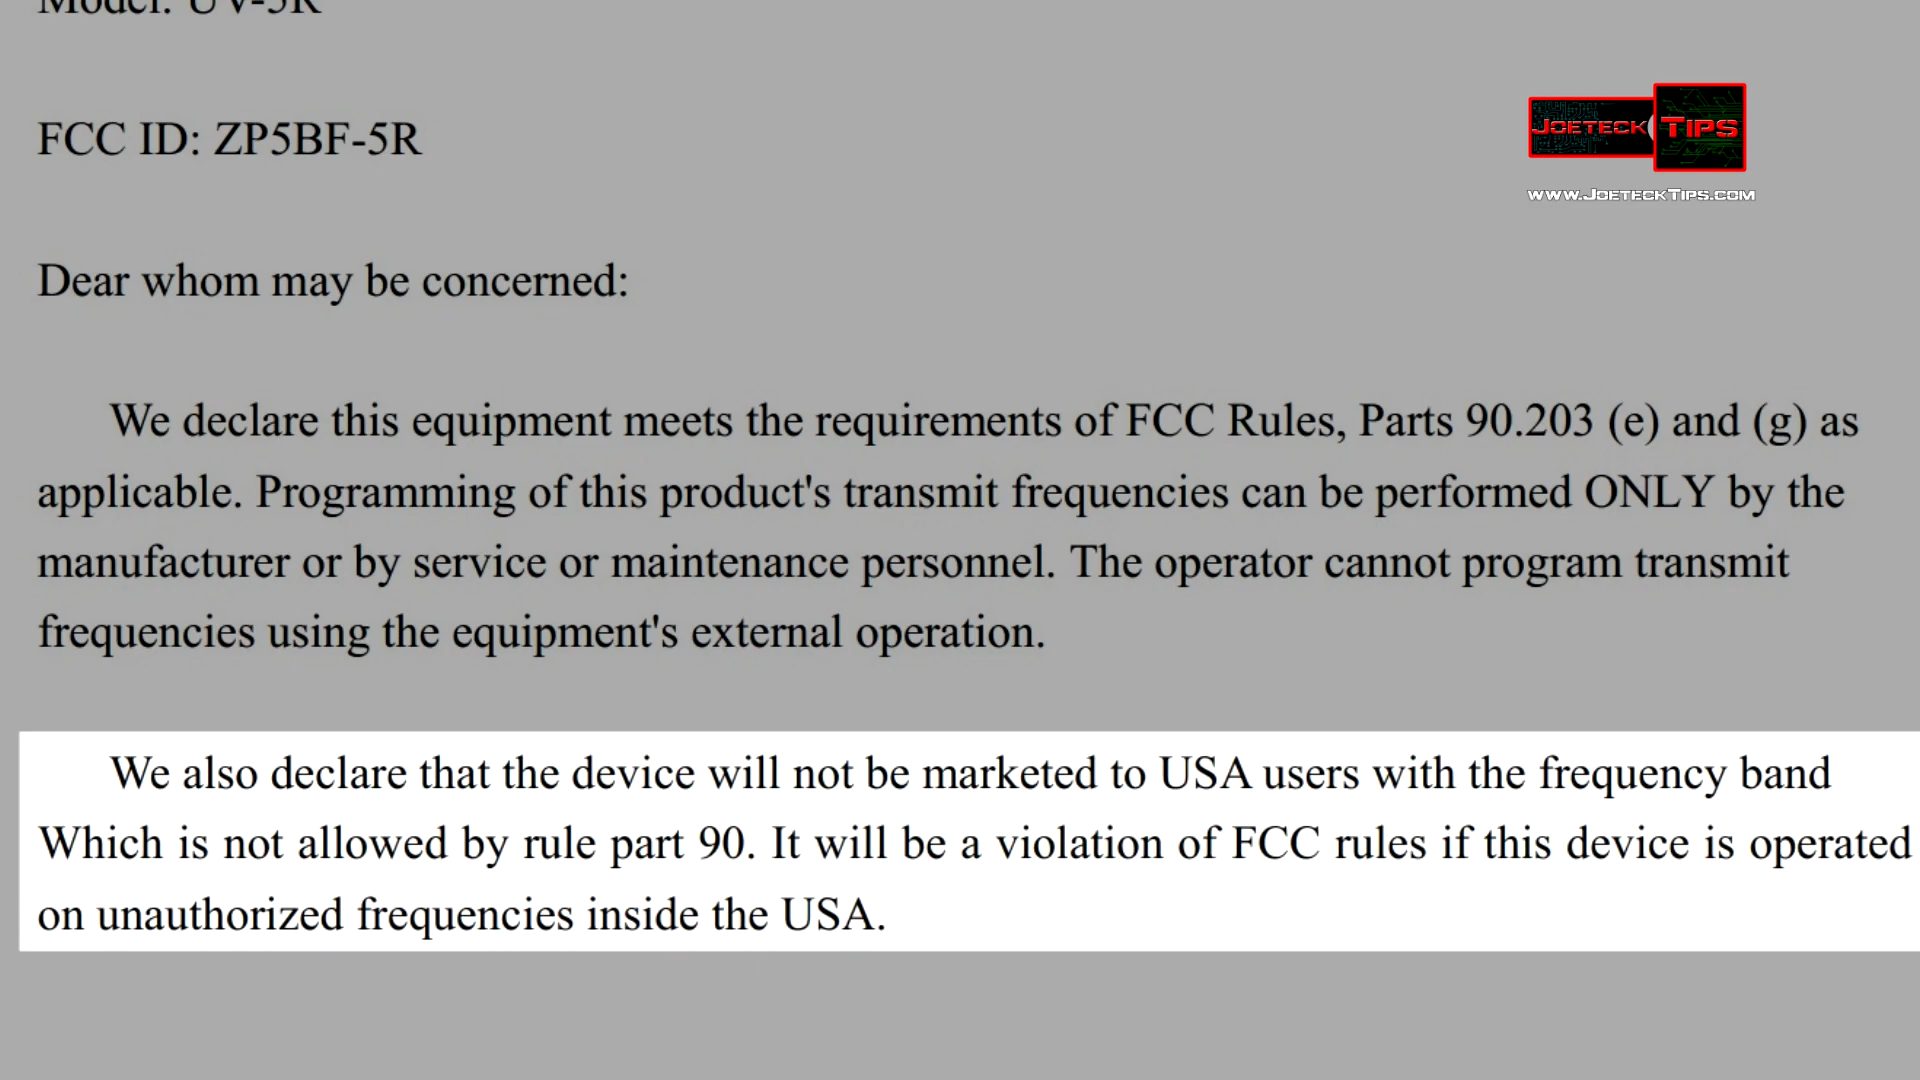 Model: UV-5R
FCC ID: ZP5BF-5R
JOETECK TIPS
WWW.JOETECKTIPS.COM
Dear whom may be concerned:
We declare this equipment meets the requirements of FCC Rules, Parts 90.203 (e) and (g) as
applicable. Programming of this product's transmit frequencies can be performed ONLY by the
manufacturer or by service or maintenance personnel. The operator cannot program transmit
frequencies using the equipment's external operation.
We also declare that the device will not be marketed to USA users with the frequency band
Which is not allowed by rule part 90. It will be a violation of FCC rules if this device is operated
on unauthorized frequencies inside the USA.